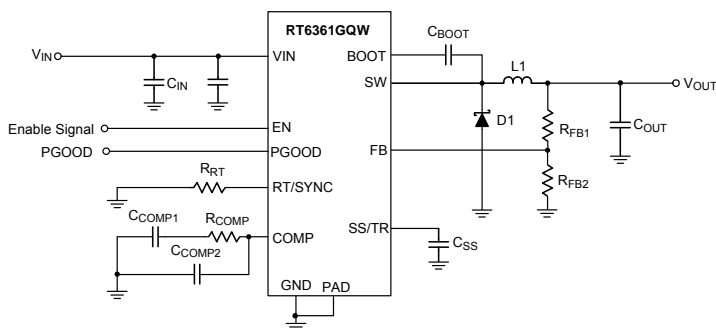 RT6361GQW
VIN
VIN
CIN
BOOT
CBOOT
SW
L1
VOUT
D1
RFB1
COUT
Enable Signal
EN
PGOOD
PGOOD
FB
RFB2
RRT
RT/SYNC
CCOMP1
RCOMP
COMP
CCOMP2
SS/TR
CSS
GND
PAD